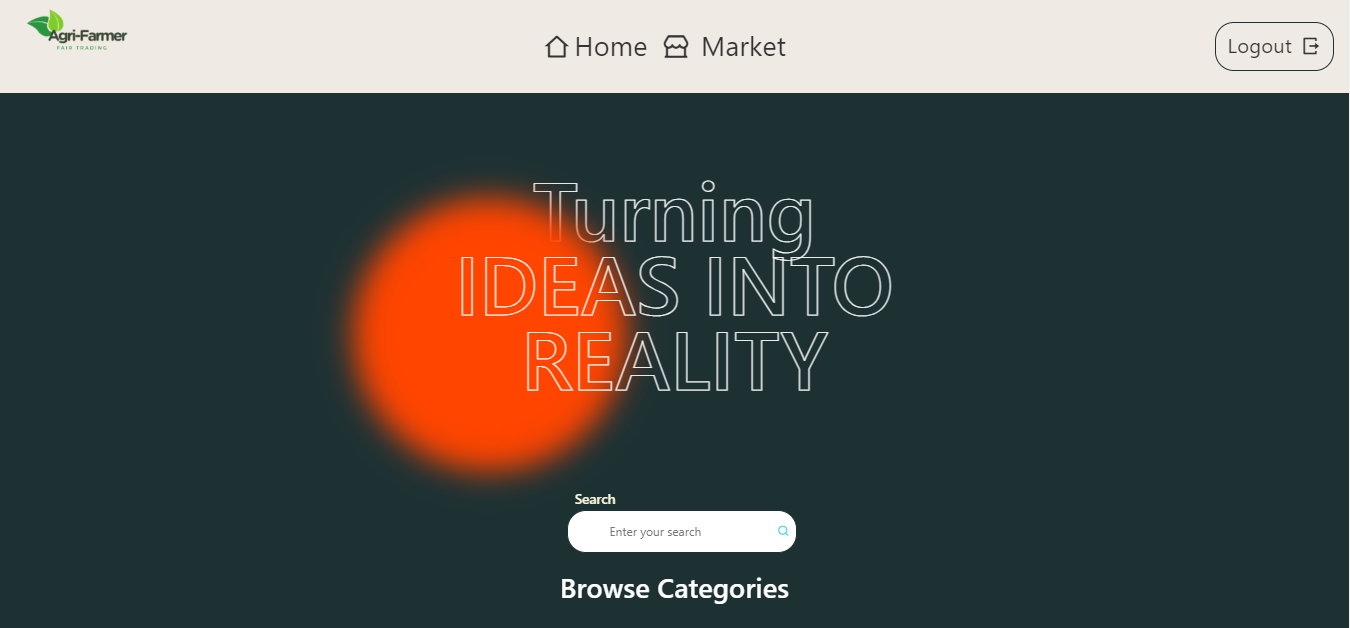 Agri-Farmer
FAIR TRADING
Home Market
Logout
Turning
IDEAS INTO
REALITY
Search
Enter your search
Browse Categories